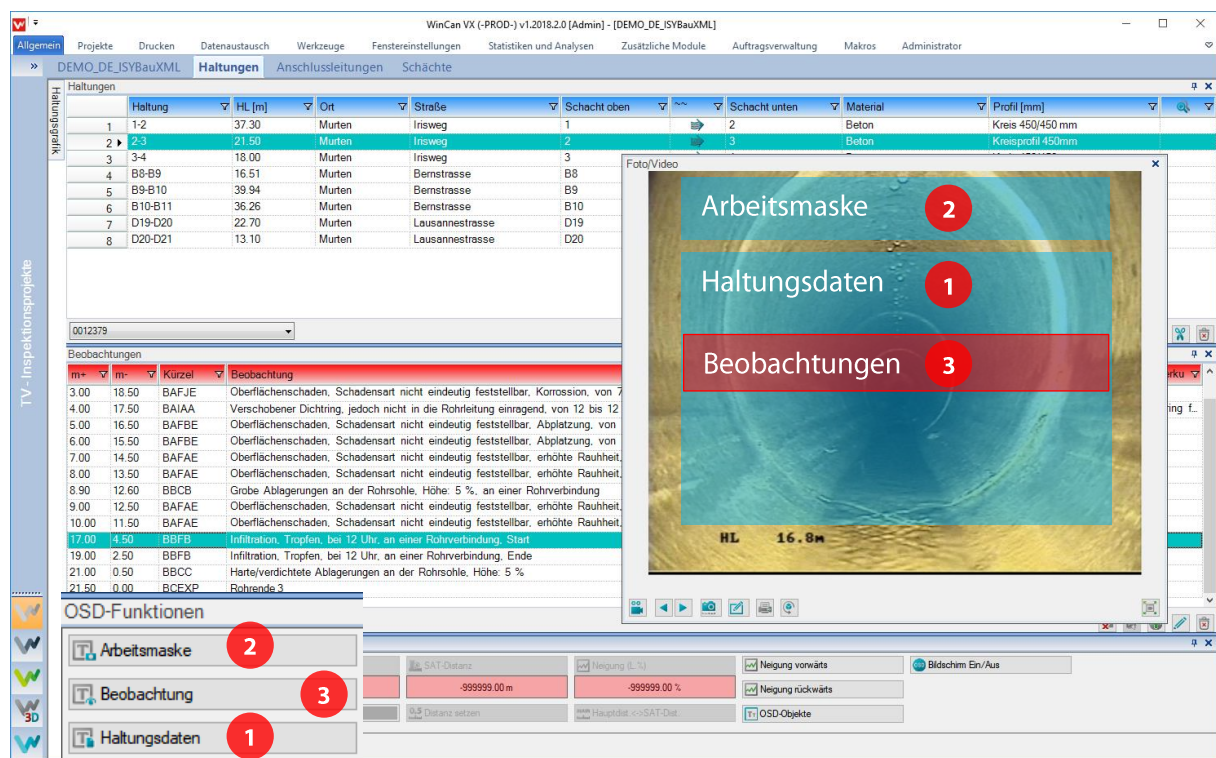 WinCan VX (-PROD-) v1.2018.2.0 [Admin] - [DEMO_DE_ISYBauXML]
Allgemein Projekte Drucken Datenaustausch Werkzeuge Fenstereinstellungen Statistiken und Analysen Zusätzliche Module Auftragsverwaltung Makros Administrator
» DEMO_DE_ISYBauXML Haltungen Anschlussleitungen Schächte
Haltungsgrafik
TV - Inspektionsprojekte
Haltungen
Haltung HL [m] Ort Straße Schacht oben ~~ Schacht unten Material Profil [mm]
1 1-2 37.30 Murten Irisweg 1 2 Beton Kreis 450/450 mm
2 2-3 21.50 Murten Irisweg 2 3 Beton Kreisprofil 450mm
3 3-4 18.00 Murten Irisweg 3
4 B8-B9 16.51 Murten Bernstrasse B8
5 B9-B10 39.94 Murten Bernstrasse B9
6 B10-B11 36.26 Murten Bernstrasse B10
7 D19-D20 22.70 Murten Lausannestrasse D19
8 D20-D21 13.10 Murten Lausannestrasse D20
0012379
Foto/Video
Arbeitsmaske 2
Haltungsdaten 1
Beobachtungen 3
HL 16.8m
Beobachtungen
m+ m- Kürzel Beobachtung
3.00 18.50 BAFJE Oberflächenschaden, Schadensart nicht eindeutig feststellbar, Korrossion, von 7
4.00 17.50 BAIAA Verschobener Dichtring, jedoch nicht in die Rohrleitung einragend, von 12 bis 12
5.00 16.50 BAFBE Oberflächenschaden, Schadensart nicht eindeutig feststellbar, Abplatzung, von
6.00 15.50 BAFBE Oberflächenschaden, Schadensart nicht eindeutig feststellbar, Abplatzung, von
7.00 14.50 BAFAE Oberflächenschaden, Schadensart nicht eindeutig feststellbar, erhöhte Rauhheit,
8.00 13.50 BAFAE Oberflächenschaden, Schadensart nicht eindeutig feststellbar, erhöhte Rauhheit,
8.90 12.60 BBCB Grobe Ablagerungen an der Rohrsohle, Höhe: 5 %, an einer Rohrverbindung
9.00 12.50 BAFAE Oberflächenschaden, Schadensart nicht eindeutig feststellbar, erhöhte Rauhheit,
10.00 11.50 BAFAE Oberflächenschaden, Schadensart nicht eindeutig feststellbar, erhöhte Rauhheit,
17.00 4.50 BBFB Infiltration, Tropfen, bei 12 Uhr, an einer Rohrverbindung, Start
19.00 2.50 BBFB Infiltration, Tropfen, bei 12 Uhr, an einer Rohrverbindung, Ende
21.00 0.50 BBCC Harte/verdichtete Ablagerungen an der Rohrsohle, Höhe: 5 %
21.50 0.00 BCEXP Rohrende 3
OSD-Funktionen
Arbeitsmaske 2
Beobachtung 3
Haltungsdaten 1
SAT-Distanz Neigung (L %) Neigung vorwärts Bildschim Ein/Aus
-999999.00 m -999999.00 % Neigung rückwärts
Distanz setzen Hauptdist.<->SAT-Dist. OSD-Objekte
3D